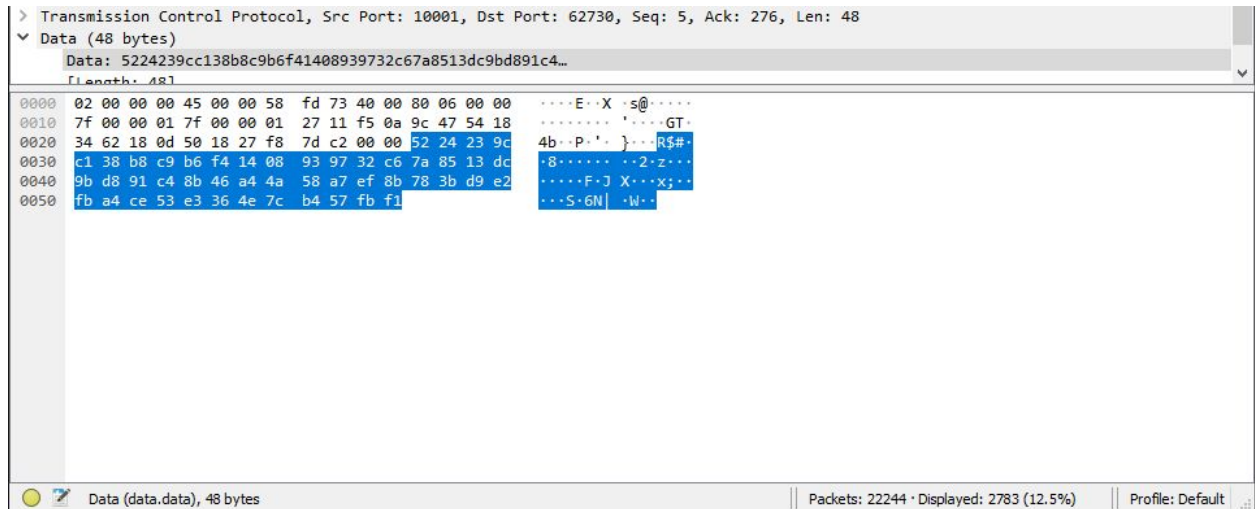 > Transmission Control Protocol, Src Port: 10001, Dst Port: 62730, Seq: 5, Ack: 276, Len: 48
Data (48 bytes)
Data: 5224239cc138b8c9b6f41408939732c67a8513dc9bd891c4…
[Length: 48]
0000 02 00 00 00 45 00 00 58 fd 73 40 00 80 06 00 00 ····E··X ·s@·····
0010 7f 00 00 01 7f 00 00 01 27 11 f5 0a 9c 47 54 18 ········ '····GT·
0020 34 62 18 0d 50 18 27 f8 7d c2 00 00 52 24 23 9c 4b··P·'· }···R$#·
0030 c1 38 b8 c9 b6 f4 14 08 93 97 32 c6 7a 85 13 dc ·8······ ··2·z···
0040 9b d8 91 c4 8b 46 a4 4a 58 a7 ef 8b 78 3b d9 e2 ·····F·J X···x;··
0050 fb a4 ce 53 e3 36 4e 7c b4 57 fb f1 ···S·6N| ·W··
Data (data.data), 48 bytes
Packets: 22244 · Displayed: 2783 (12.5%)
Profile: Default